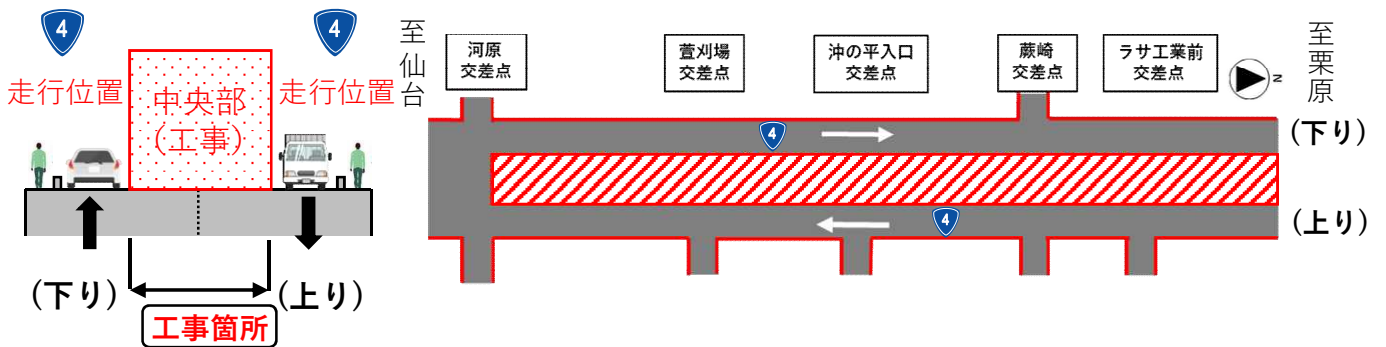 4
4
走行位置
走行位置
中央部
(工事)
(下り)
(上り)
工事箇所
至仙台
河原
交差点
萱刈場
交差点
沖の平入口
交差点
蕨崎
交差点
ラサ工業前
交差点
N
至栗原
4
(下り)
4
(上り)